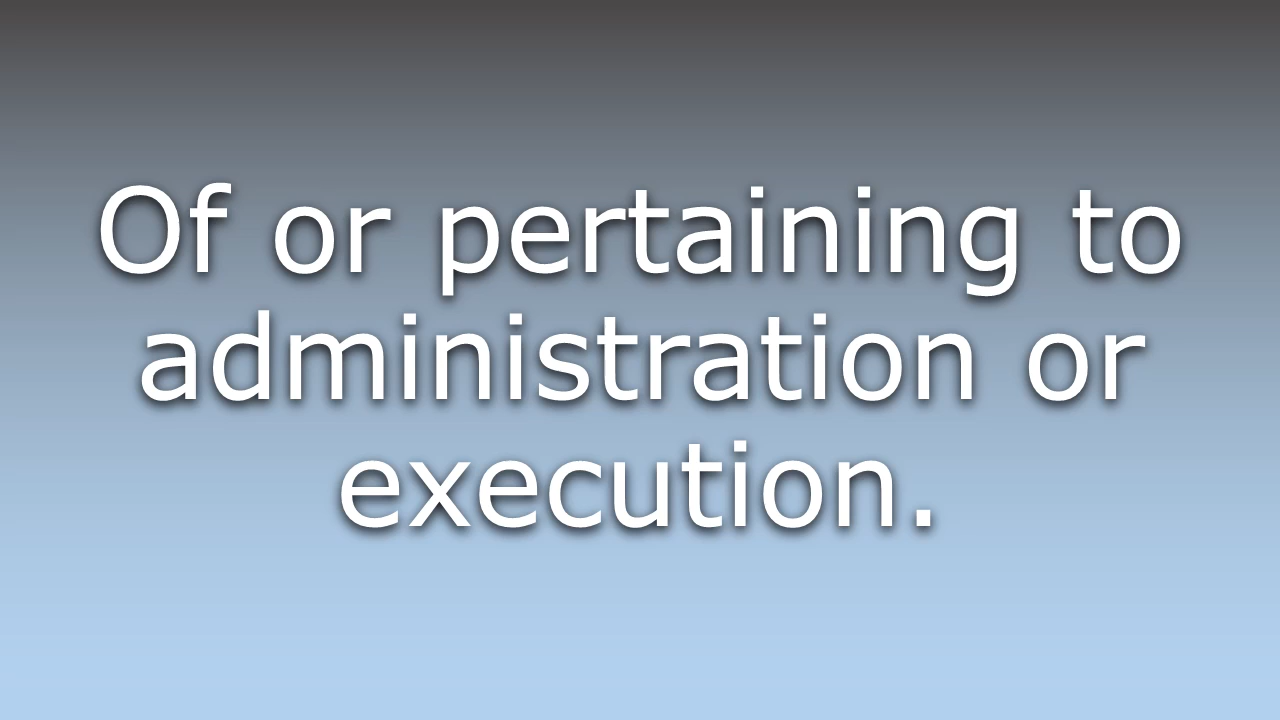 Of or pertaining to
administration or
execution.